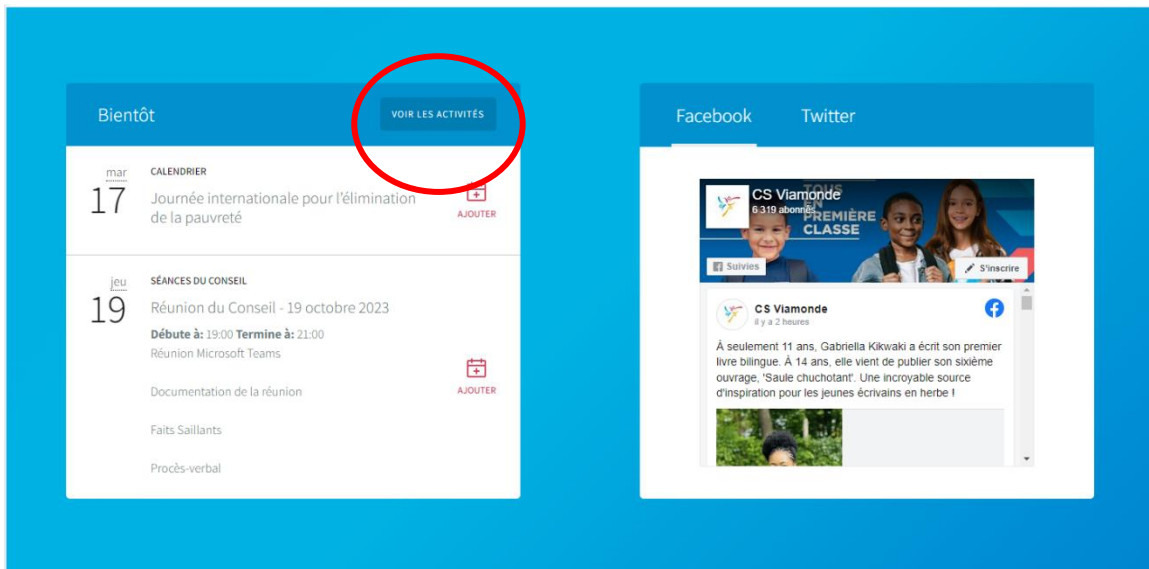 Bientôt
VOIR LES ACTIVITÉS
mar
17
CALENDRIER
Journée internationale pour l'élimination
de la pauvreté
AJOUTER
jeu
19
SÉANCES DU CONSEIL
Réunion du Conseil - 19 octobre 2023
Débute à: 19:00 Termine à: 21:00
Réunion Microsoft Teams
Documentation de la réunion
AJOUTER
Faits Saillants
Procès-verbal
Facebook
Twitter
CS Viamonde
6 319 abonnés
TOUS
EN
PREMIÈRE
CLASSE
Suivies
S'inscrire
CS Viamonde
il y a 2 heures
À seulement 11 ans, Gabriella Kikwaki a écrit son premier
livre bilingue. À 14 ans, elle vient de publier son sixième
ouvrage, 'Saule chuchotant'. Une incroyable source
d'inspiration pour les jeunes écrivains en herbe !